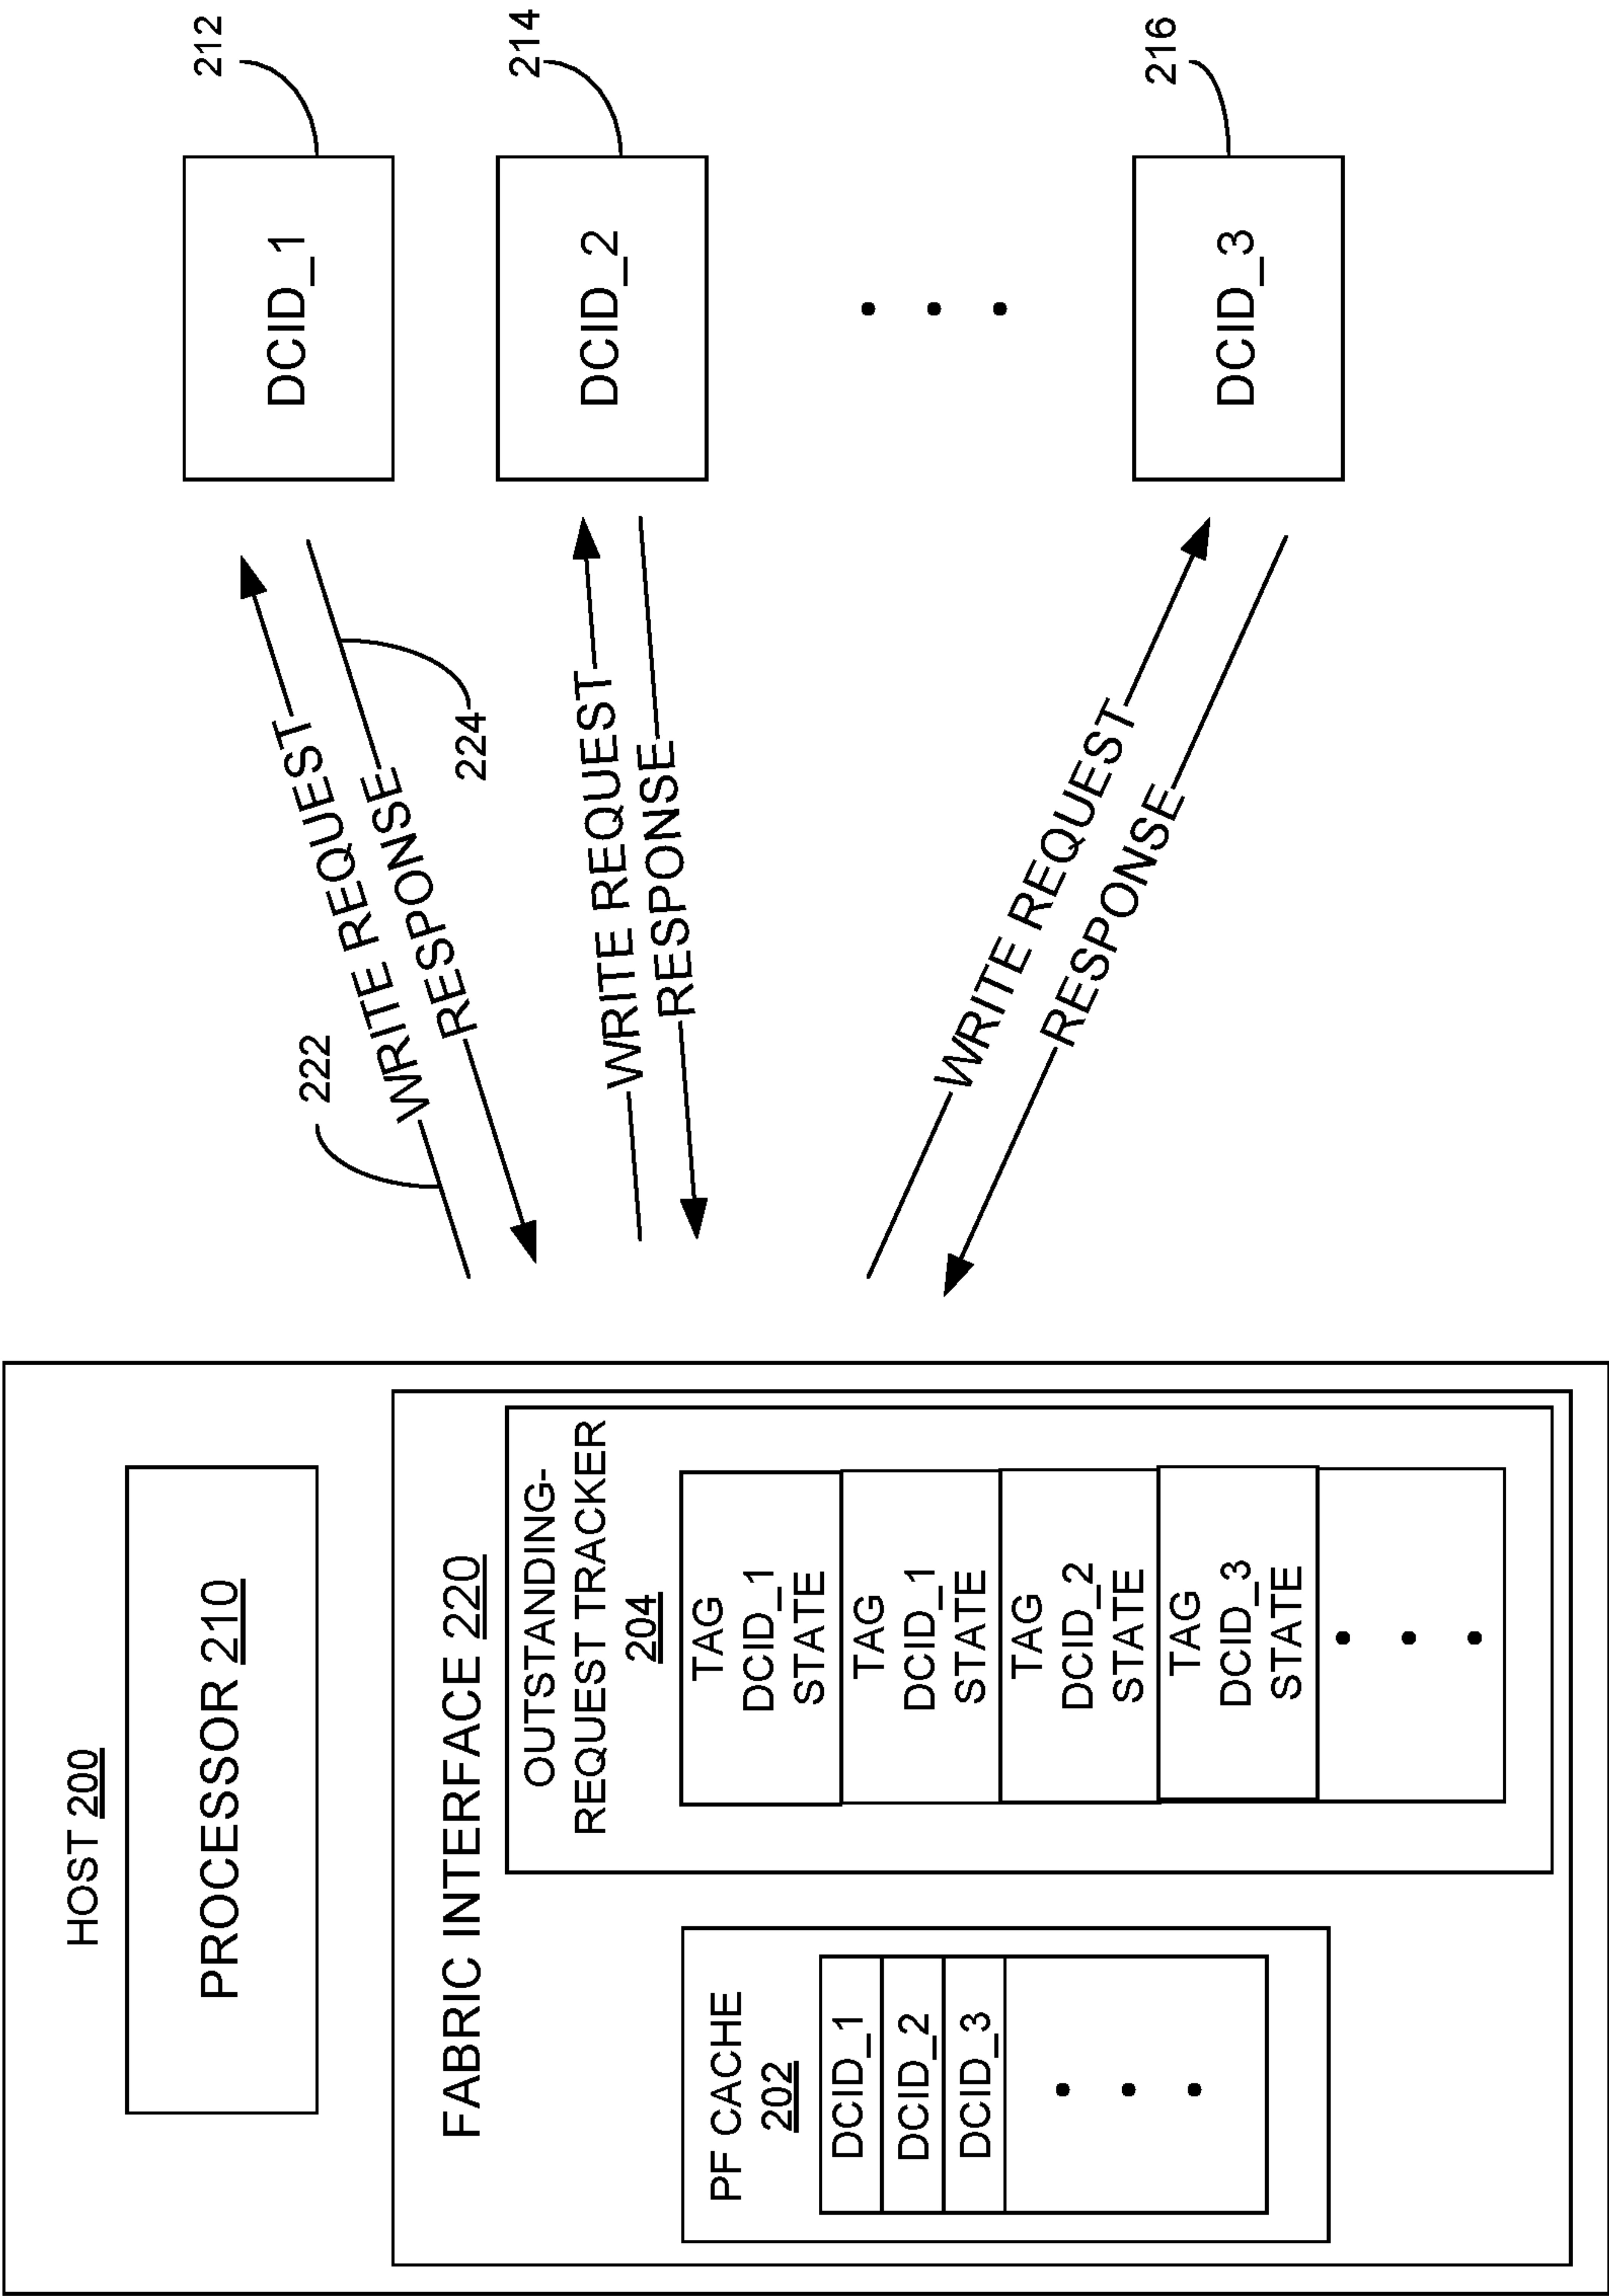 HOST 200
PROCESSOR 210
FABRIC INTERFACE 220
PF CACHE
202
DCID_1
DCID_2
DCID_3
OUTSTANDING-
REQUEST TRACKER
204
TAG
DCID_1
STATE
TAG
DCID_1
STATE
TAG
DCID_2
STATE
TAG
DCID_3
STATE
222
WRITE REQUEST
RESPONSE
224
WRITE REQUEST
RESPONSE
WRITE REQUEST
RESPONSE
DCID_1
212
DCID_2
214
DCID_3
216